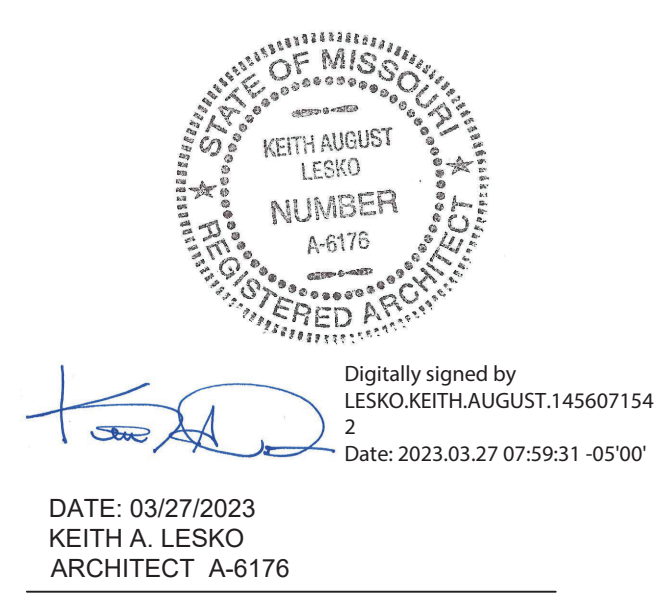 STATE OF MISSOURI
KEITH AUGUST
LESKO
NUMBER
A-6176
REGISTERED ARCHITECT
Digitally signed by
LESKO.KEITH.AUGUST.145607154
2
Date: 2023.03.27 07:59:31 -05'00'
DATE: 03/27/2023
KEITH A. LESKO
ARCHITECT A-6176